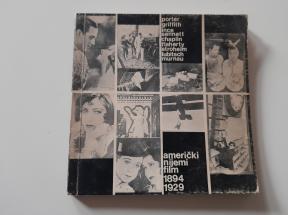 porter
griffith
ince
sennett
chaplin
flaherty
stroheim
lubitsch
murnau
američki
nijemi
film
1894
1929